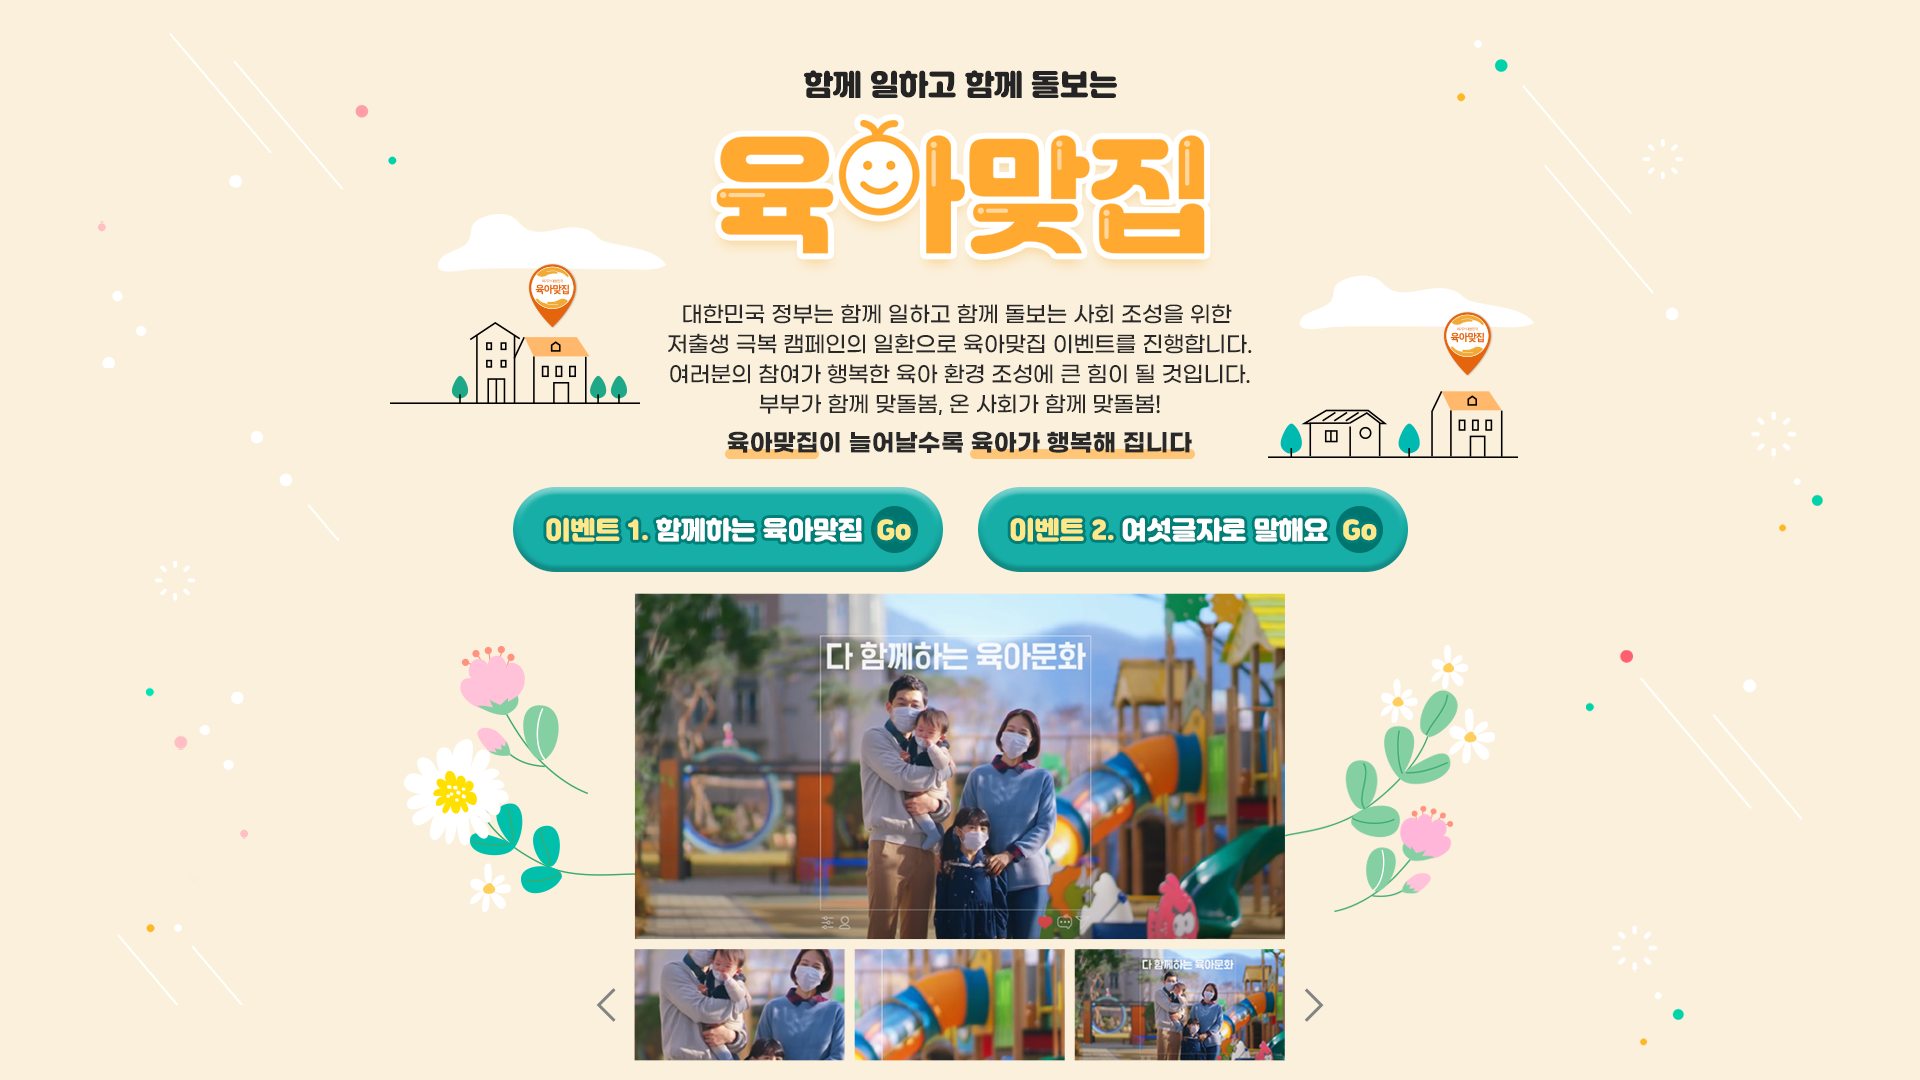 함께 일하고 함께 돌보는
육아맞집
육아맞집
육아맞집
대한민국 정부는 함께 일하고 함께 돌보는 사회 조성을 위한
저출생 극복 캠페인의 일환으로 육아맞집 이벤트를 진행합니다.
여러분의 참여가 행복한 육아 환경 조성에 큰 힘이 될 것입니다.
부부가 함께 맞돌봄, 온 사회가 함께 맞돌봄!
육아맞집이 늘어날수록 육아가 행복해 집니다
이벤트 1. 함께하는 육아맞집 Go
이벤트 2. 여섯글자로 말해요 Go
다 함께하는 육아문화
다 함께하는 육아문화